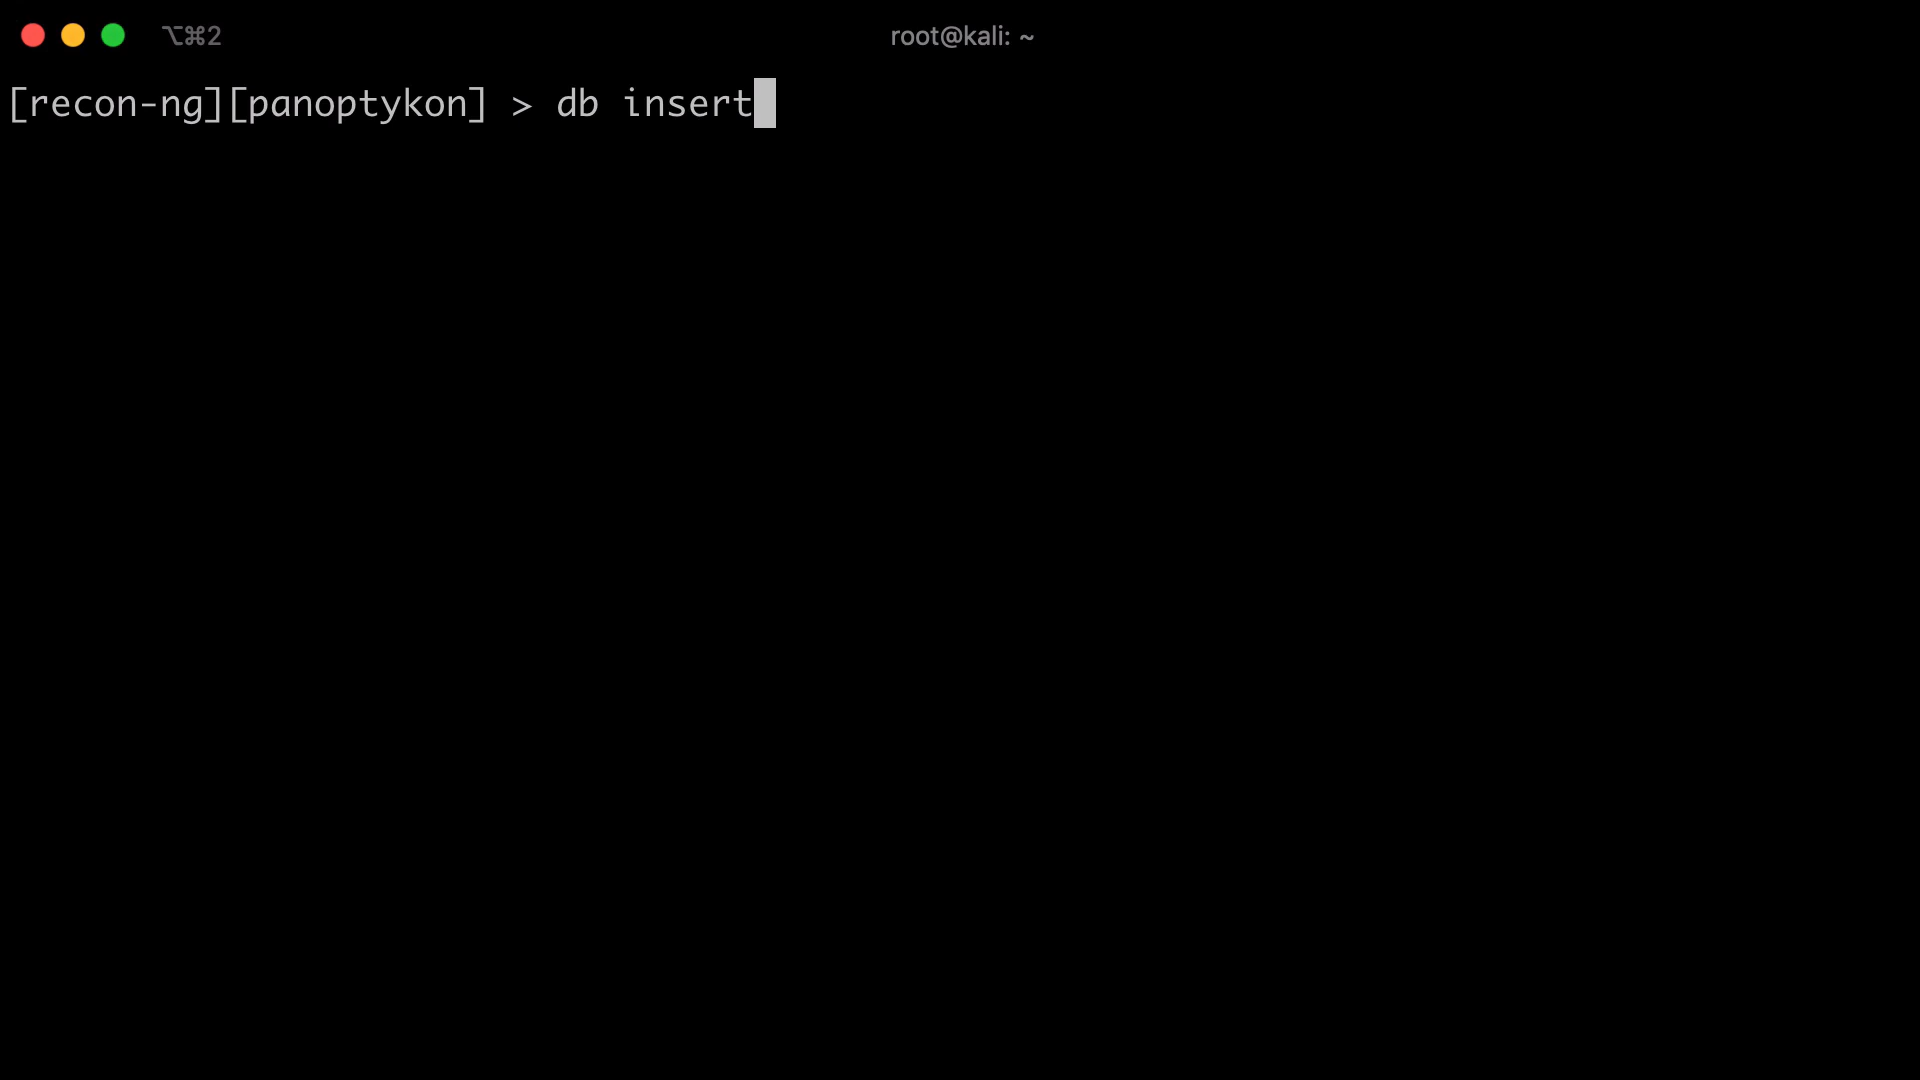 ⌥⌘2
root@kali: ~
[recon-ng][panoptykon] > db insert